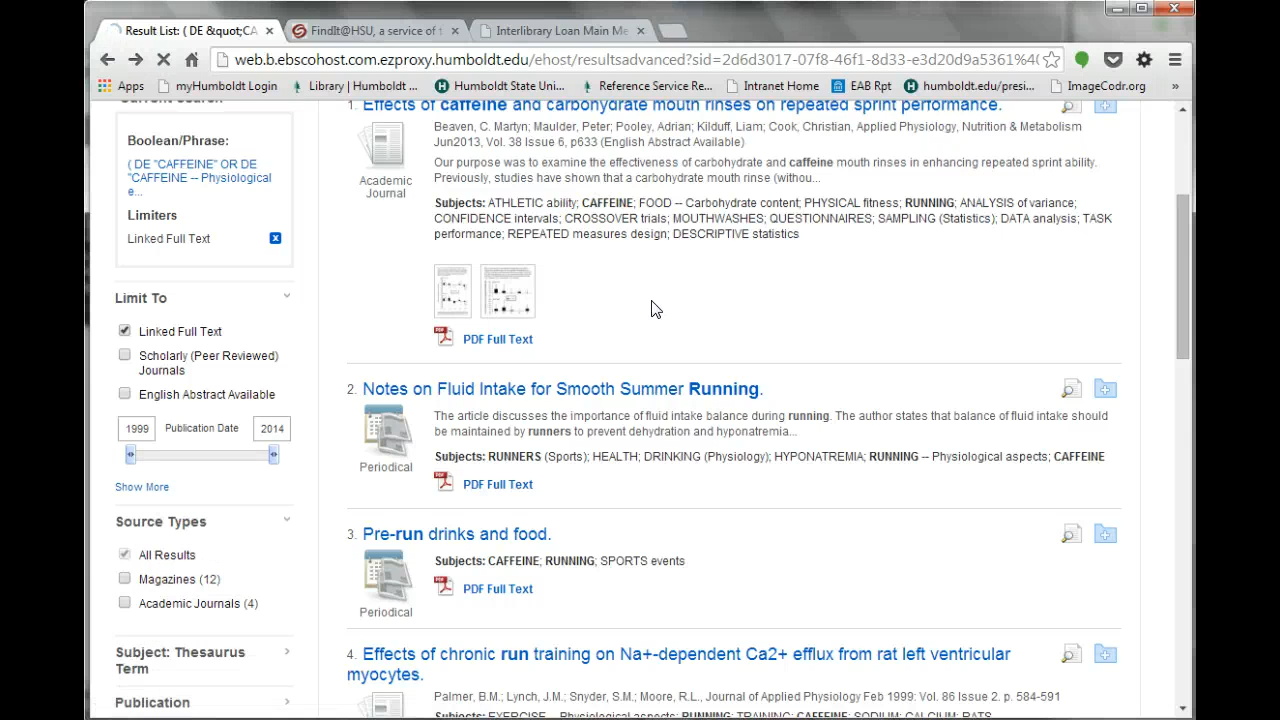 Result List: ( DE &quot;CA
FindIt@HSU, a service of
Interlibrary Loan Main Me
web.b.ebscohost.com.ezproxy.humboldt.edu/ehost/resultsadvanced?sid=2d6d3017-07f8-46f1-8d33-e3d20d9a5361%4
Apps
myHumboldt Login
Library | Humboldt ...
Humboldt State Uni...
Reference Service Re...
Intranet Home
EAB Rpt
humboldt.edu/presi...
ImageCodr.org
»
Current Search
Boolean/Phrase:
( DE "CAFFEINE" OR DE
"CAFFEINE -- Physiological
e...
Limiters
Linked Full Text
Limit To
Linked Full Text
Scholarly (Peer Reviewed)
Journals
English Abstract Available
1999 Publication Date 2014
Show More
Source Types
All Results
Magazines (12)
Academic Journals (4)
Subject: Thesaurus
Term
Publication
1. Effects of caffeine and carbohydrate mouth rinses on repeated sprint performance.
Academic
Journal
Beaven, C. Martyn; Maulder, Peter; Pooley, Adrian; Kilduff, Liam; Cook, Christian, Applied Physiology, Nutrition & Metabolism
Jun2013, Vol. 38 Issue 6, p633 (English Abstract Available)
Our purpose was to examine the effectiveness of carbohydrate and caffeine mouth rinses in enhancing repeated sprint ability.
Previously, studies have shown that a carbohydrate mouth rinse (withou...
Subjects: ATHLETIC ability; CAFFEINE; FOOD -- Carbohydrate content; PHYSICAL fitness; RUNNING; ANALYSIS of variance;
CONFIDENCE intervals; CROSSOVER trials; MOUTHWASHES; QUESTIONNAIRES; SAMPLING (Statistics); DATA analysis; TASK
performance; REPEATED measures design; DESCRIPTIVE statistics
PDF Full Text
2. Notes on Fluid Intake for Smooth Summer Running.
Periodical
The article discusses the importance of fluid intake balance during running. The author states that balance of fluid intake should
be maintained by runners to prevent dehydration and hyponatremia...
Subjects: RUNNERS (Sports); HEALTH; DRINKING (Physiology); HYPONATREMIA; RUNNING -- Physiological aspects; CAFFEINE
PDF Full Text
3. Pre-run drinks and food.
Periodical
Subjects: CAFFEINE; RUNNING; SPORTS events
PDF Full Text
4. Effects of chronic run training on Na+-dependent Ca2+ efflux from rat left ventricular
myocytes.
Palmer, B.M.; Lynch, J.M.; Snyder, S.M.; Moore, R.L., Journal of Applied Physiology Feb 1999: Vol. 86 Issue 2. p. 584-591
Subjects: EXERCISE -- Physiological aspects; RUNNING; TRAINING; CAFFEINE; SODIUM; CALCIUM; RATS